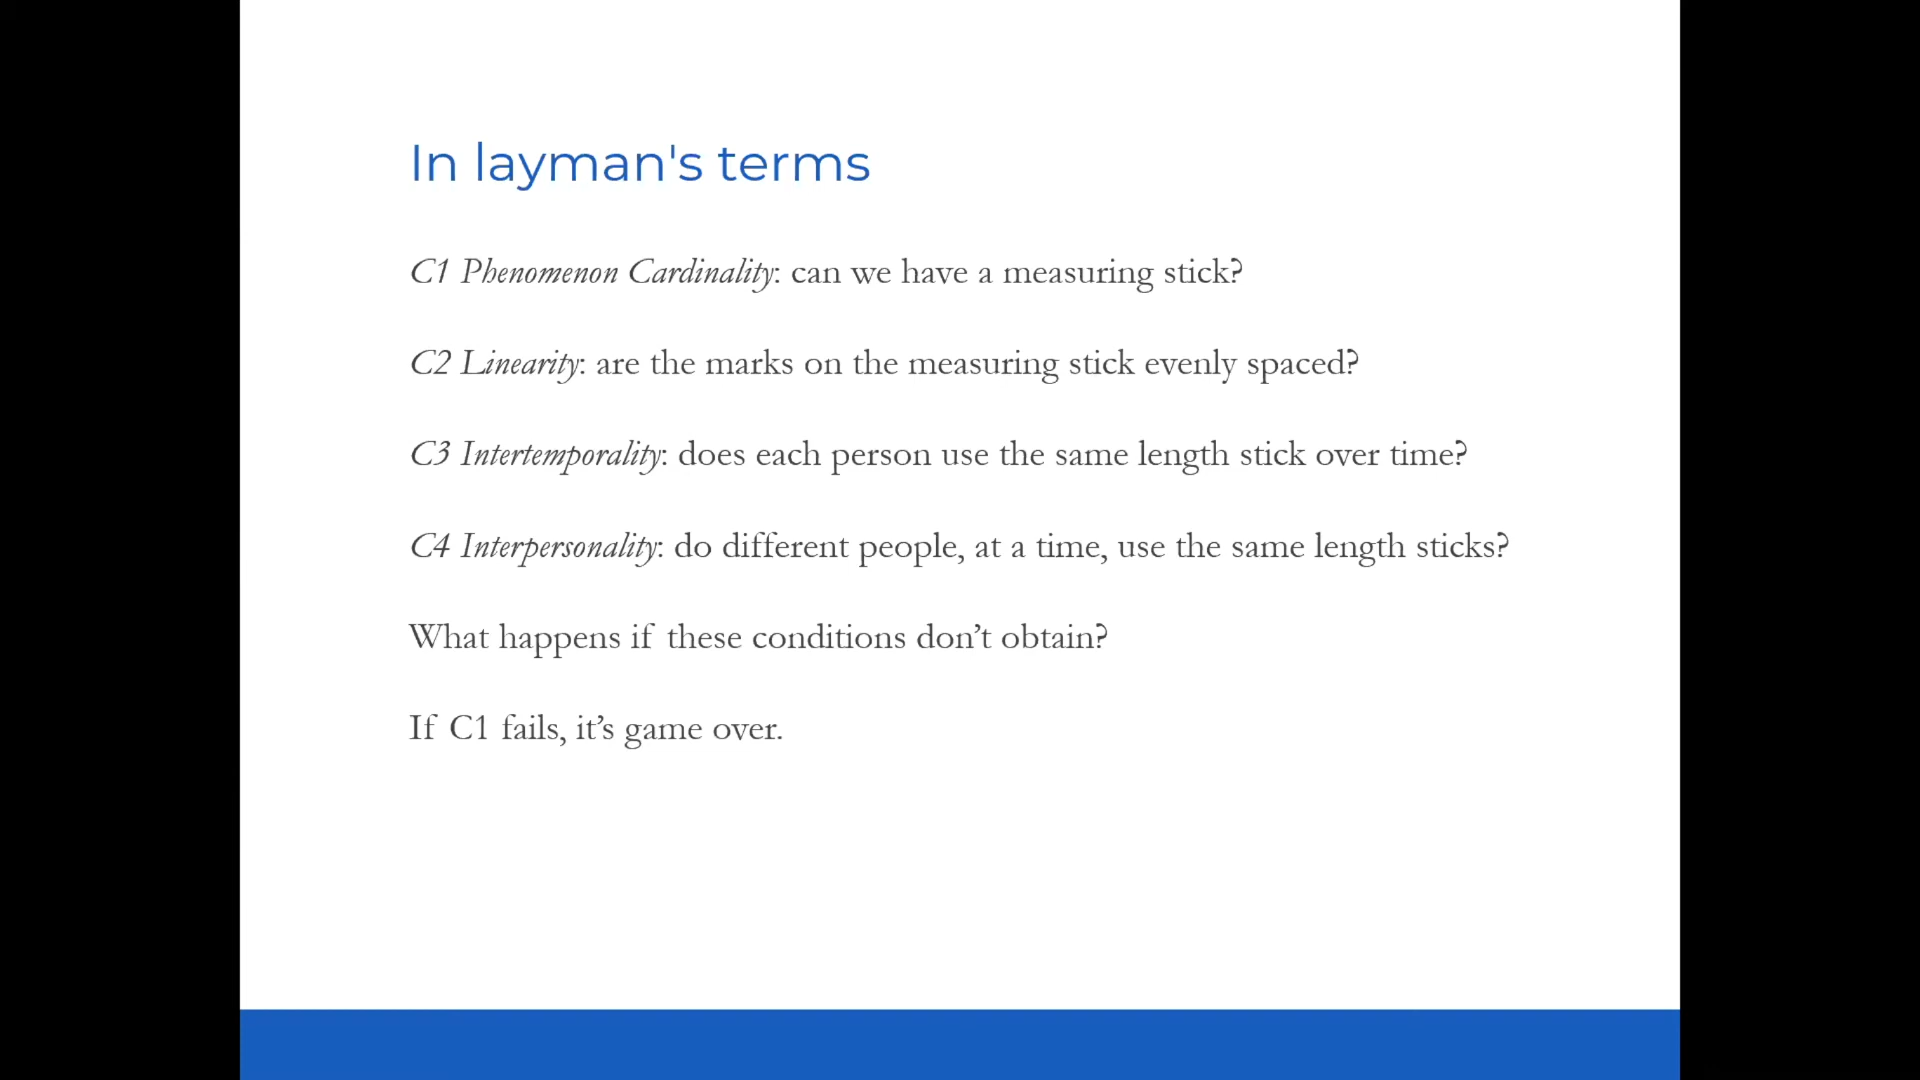 In layman's terms
C1 Phenomenon Cardinality: can we have a measuring stick?
C2 Linearity: are the marks on the measuring stick evenly spaced?
C3 Intertemporality: does each person use the same length stick over time?
C4 Interpersonality: do different people, at a time, use the same length sticks?
What happens if these conditions don’t obtain?
If C1 fails, it’s game over.